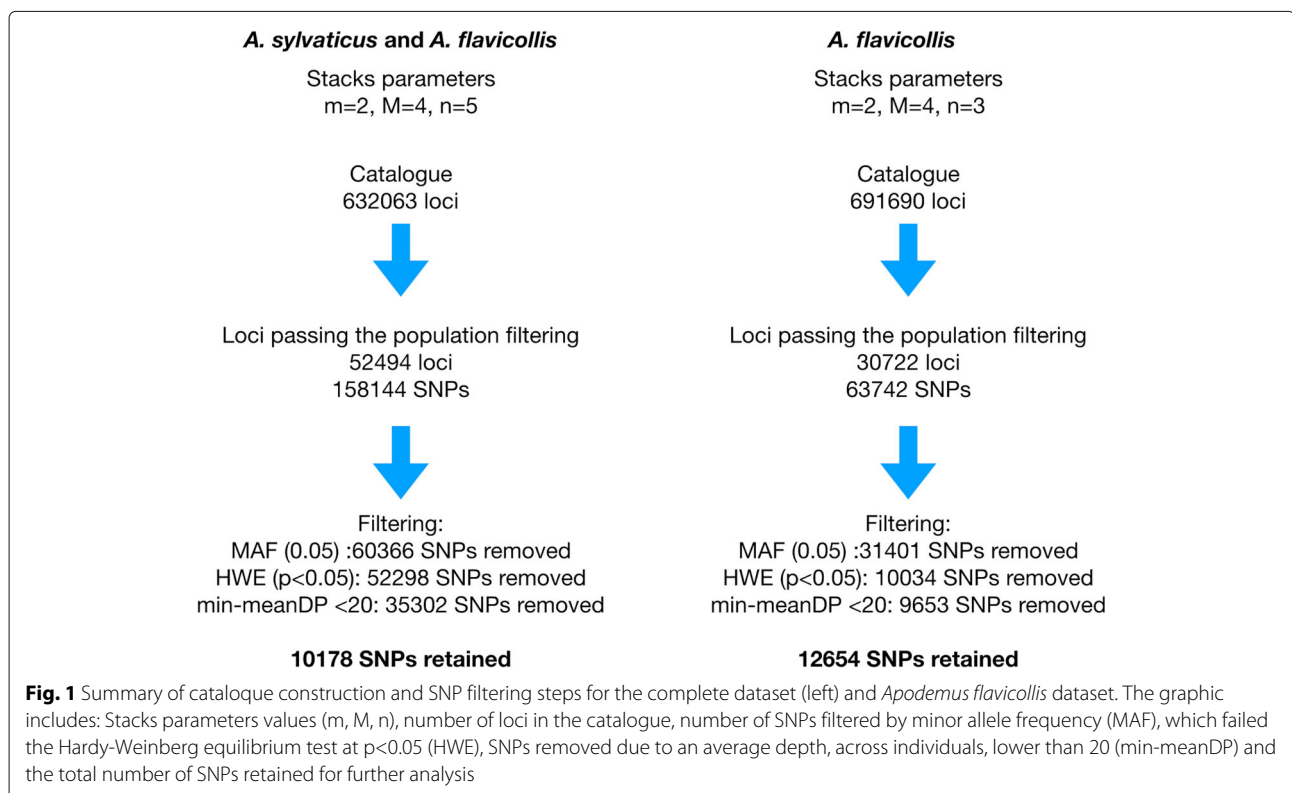 A. sylvaticus and A. flavicollis
Stacks parameters
m=2, M=4, n=5
Catalogue
632063 loci
Loci passing the population filtering
52494 loci
158144 SNPs
Filtering:
MAF (0.05) :60366 SNPs removed
HWE (p<0.05): 52298 SNPs removed
min-meanDP <20: 35302 SNPs removed
10178 SNPs retained
A. flavicollis
Stacks parameters
m=2, M=4, n=3
Catalogue
691690 loci
Loci passing the population filtering
30722 loci
63742 SNPs
Filtering:
MAF (0.05) :31401 SNPs removed
HWE (p<0.05): 10034 SNPs removed
min-meanDP <20: 9653 SNPs removed
12654 SNPs retained
Fig. 1 Summary of cataloque construction and SNP filtering steps for the complete dataset (left) and Apodemus flavicollis dataset. The graphic
includes: Stacks parameters values (m, M, n), number of loci in the catalogue, number of SNPs filtered by minor allele frequency (MAF), which failed
the Hardy-Weinberg equilibrium test at p<0.05 (HWE), SNPs removed due to an average depth, across individuals, lower than 20 (min-meanDP) and
the total number of SNPs retained for further analysis